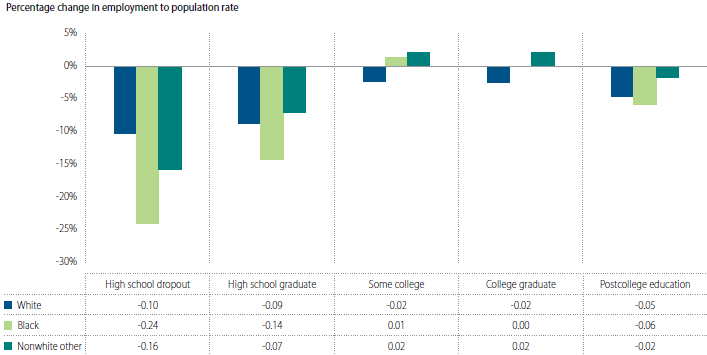 Percentage change in employment to population rate
5%
0%
-5%
-10%
-15%
-20%
-25%
-30%
High school dropout High school graduate Some college College graduate Postcollege education
White -0.10 -0.09 -0.02 -0.02 -0.05
Black -0.24 -0.14 0.01 0.00 -0.06
Nonwhite other -0.16 -0.07 0.02 0.02 -0.02